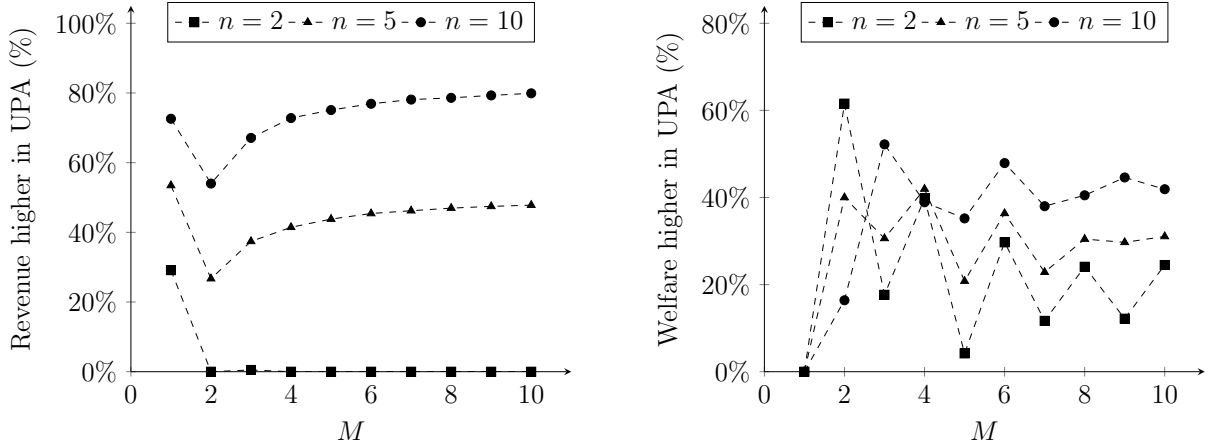 n = 2 n = 5 n = 10
100%
80%
60%
40%
20%
0%
0 2 4 6 8 10
M
Revenue higher in UPA (%)
n = 2 n = 5 n = 10
80%
60%
40%
20%
0%
0 2 4 6 8 10
M
Welfare higher in UPA (%)